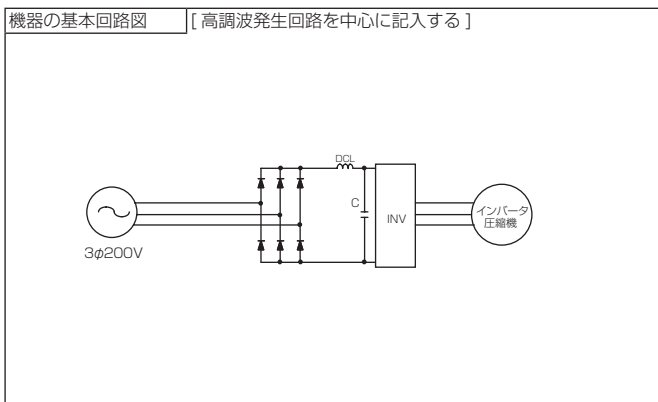 機器の基本回路図 [ 高調波発生回路を中心に記入する ]
DCL
C
INV
インバータ
圧縮機
3φ200V